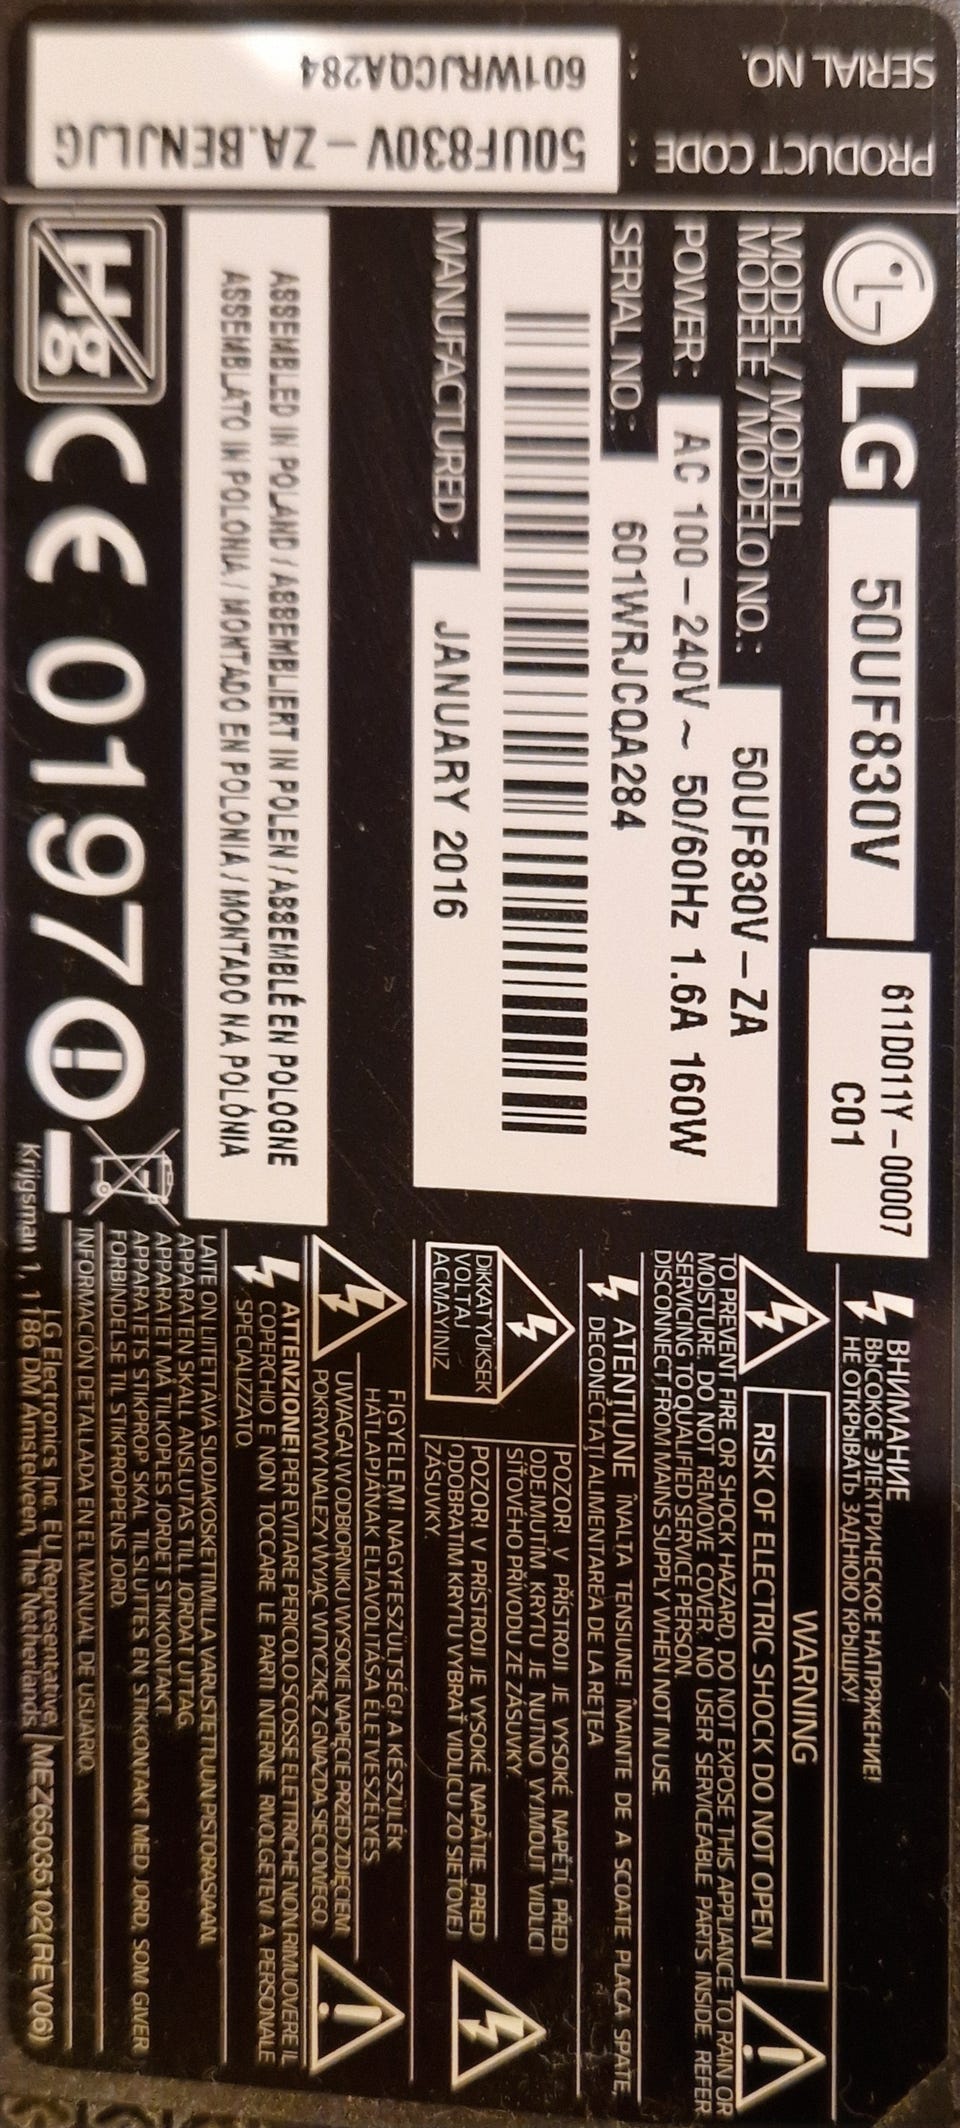 SERIAL NO. : 601WRJCQA284
PRODUCT CODE : 50UF830V-ZA.BENJLJG
LG 50UF830V
611D011Y-00007
C01
MODEL / MODELL
MODELE / MODELO NO. : 50UF830V-ZA
POWER : AC 100-240V~ 50/60Hz 1.6A 160W
SERIAL NO. : 601WRJCQA284
MANUFACTURED : JANUARY 2016
ASSEMBLED IN POLAND / ASSEMBLIERT IN POLEN / ASSEMBLÉ EN POLOGNE
ASSEMBLATO IN POLONIA / MONTADO EN POLONIA / MONTADO NA POLÓNIA
Hg CE 0197
ВНИМАНИЕ
ВЫСОКОЕ ЭЛЕКТРИЧЕСКОЕ НАПРЯЖЕНИЕ!
НЕ ОТКРЫВАТЬ ЗАДНЮЮ КРЫШКУ!
WARNING
RISK OF ELECTRIC SHOCK DO NOT OPEN
TO PREVENT FIRE OR SHOCK HAZARD, DO NOT EXPOSE THIS APPLIANCE TO RAIN OR
MOISTURE. DO NOT REMOVE COVER. NO USER SERVICEABLE PARTS INSIDE. REFER
SERVICING TO QUALIFIED SERVICE PERSON.
DISCONNECT FROM MAINS SUPPLY WHEN NOT IN USE.
ATENŢIUNE ÎNALTA TENSIUNE! ÎNAINTE DE A SCOATE PLACA SPATE,
DECONECTAŢI ALIMENTAREA DE LA REŢEA
DİKKAT YÜKSEK
VOLTAJ
AÇMAYINIZ
POZOR! V PŘÍSTROJI JE VYSOKÉ NAPĚTÍ, PŘED
ODEJMUTÍM KRYTU JE NUTNO VYJMOUT VIDLICI
SÍŤOVÉHO PŘÍVODU ZE ZÁSUVKY.
POZOR! V PRÍSTROJI JE VYSOKÉ NAPÄTIE. PRED
ODOBRATÍM KRYTU VYBRAŤ VIDLICU ZO SIEŤOVEJ
ZÁSUVKY.
FIGYELEM! NAGYFESZÜLTSÉG! A KÉSZÜLÉK
HÁTLAPJÁNAK ELTÁVOLÍTÁSA ÉLETVESZÉLYES.
UWAGA! W ODBIORNIKU WYSOKIE NAPIĘCIE PRZED ZDJĘCIEM
POKRYWY NALEŻY WYJĄĆ WTYCZKĘ Z GNIAZDA SIECIOWEGO.
ATTENZIONE! PER EVITARE PERICOLO SCOSSE ELETTRICHE NON RIMUOVERE IL
COPERCHIO E NON TOCCARE LE PARTI INTERNE. RIVOLGETEVI A PERSONALE
SPECIALIZZATO.
LAITE ON LIITETTÄVÄ SUOJAKOSKETTIMILLA VARUSTETTUUN PISTORASIAAN.
APPARATEN SKALL ANSLUTAS TILL JORDAT UTTAG.
APPARATET MÅ TILKOPLES JORDET STIKKONTAKT.
APPARATETS STIKPROP SKAL TILSLUTTES EN STIKKONTAKT MED JORD, SOM GIVER
FORBINDELSE TIL STIKPROPPENS JORD.
INFORMACIÓN DETALLADA EN EL MANUAL DE USUARIO.
LG Electronics Inc. EU Representative,
Krijgsman 1, 1186 DM Amstelveen, The Netherlands MEZ66035102(REV06)